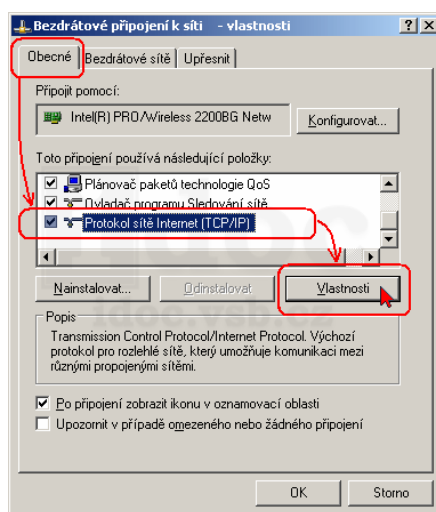 Bezdrátové připojení k síti - vlastnosti
Obecné Bezdrátové sítě Upřesnit
Připojit pomocí:
Intel(R) PRO/Wireless 2200BG Netw Konfigurovat...
Toto připojení používá následující položky:
Plánovač paketů technologie QoS
Ovladač programu Sledování sítě
Protokol sítě Internet (TCP/IP)
Nainstalovat... Odinstalovat Vlastnosti
Popis
idoc.vsb.cz
Transmission Control Protocol/Internet Protocol. Výchozí
protokol pro rozlehlé sítě, který umožňuje komunikaci mezi
různými propojenými sítěmi.
Po připojení zobrazit ikonu v oznamovací oblasti
Upozornit v případě omezeného nebo žádného připojení
OK Storno